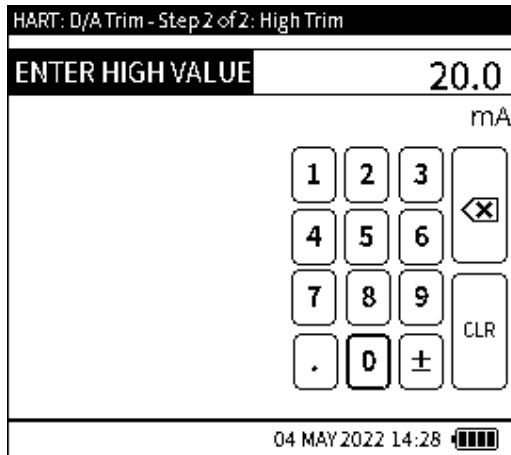 HART: D/A Trim - Step 2 of 2: High Trim
ENTER HIGH VALUE 20.0
mA
1 2 3
4 5 6
7 8 9
CLR
. 0 ±
04 MAY 2022 14:28